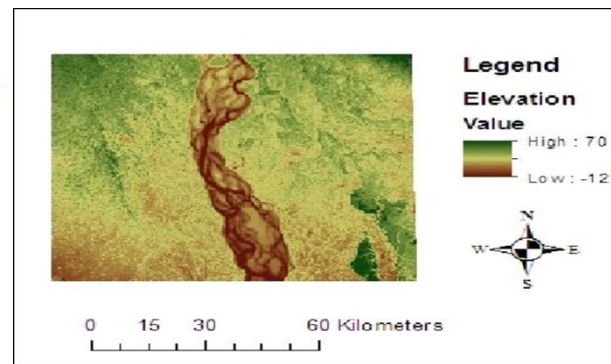 Legend
Elevation
Value
High : 70
Low : -12
N
W E
S
0 15 30 60 Kilometers